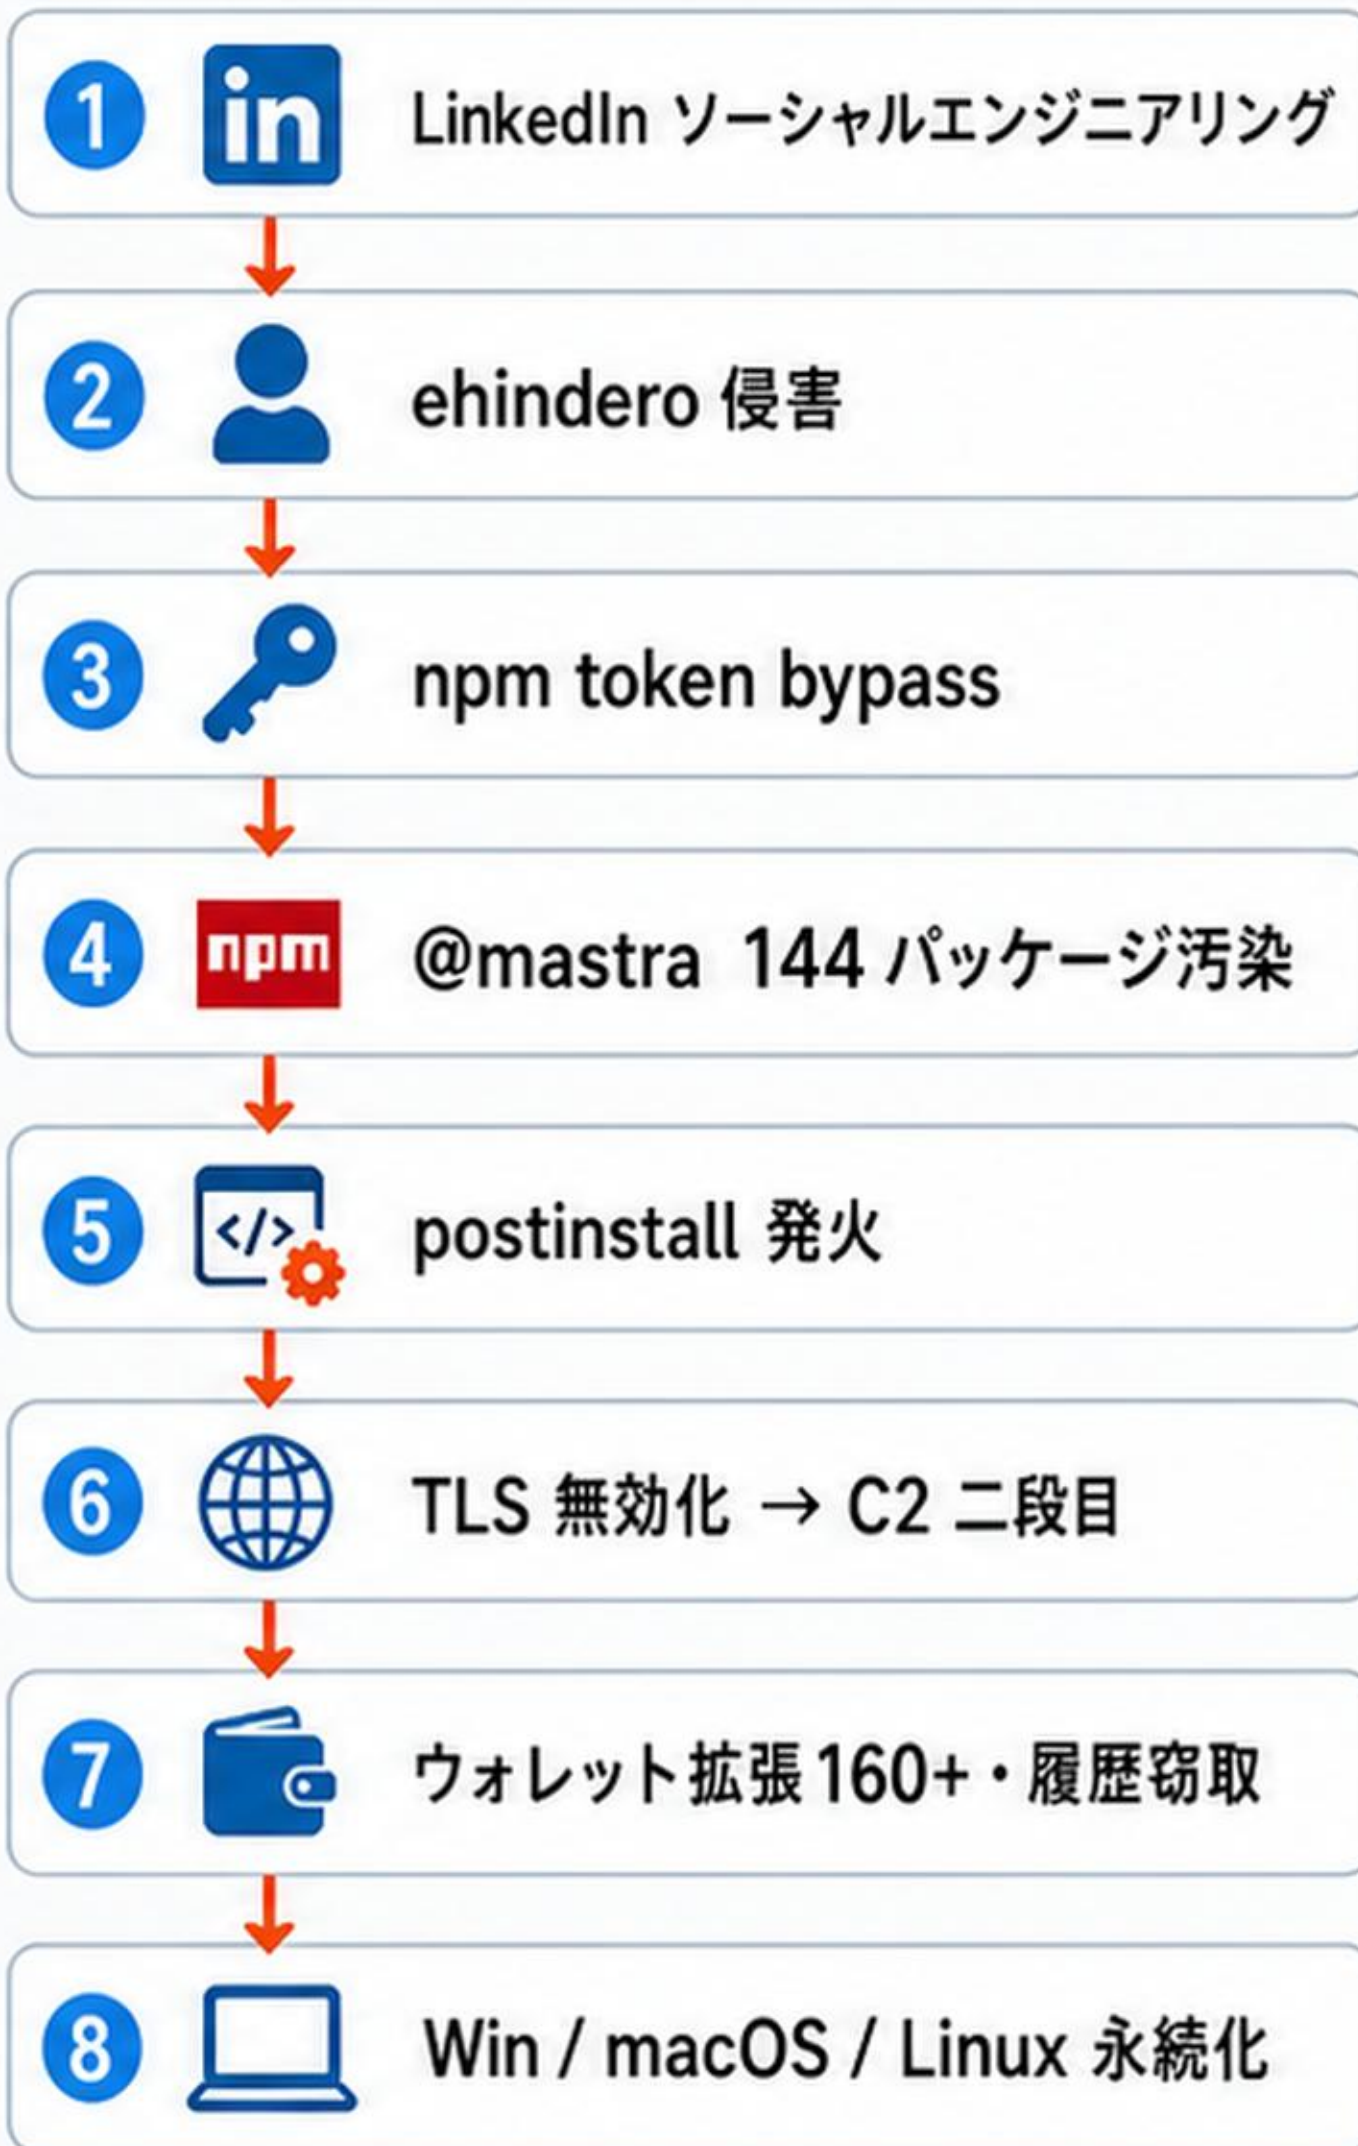 1 in LinkedIn ソーシャルエンジニアリング
2 ehindero 侵害
3 npm token bypass
4 npm @mastra 144 パッケージ汚染
5 </> postinstall 発火
6 TLS 無効化 → C2 二段目
7 ウォレット拡張 160+・履歴窃取
8 Win / macOS / Linux 永続化